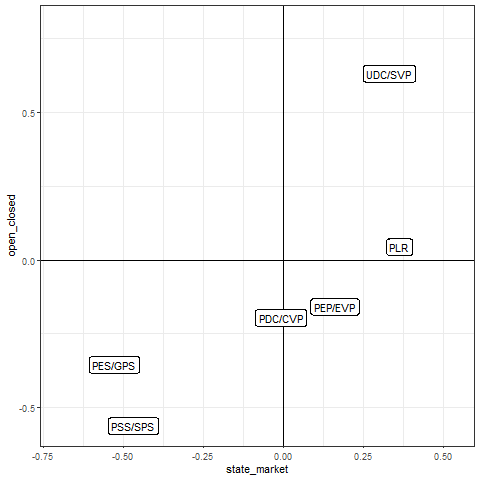 UDC/SVP
0.5
open_closed
PLR
0.0
PEP/EVP
PDC/CVP
PES/GPS
-0.5
PSS/SPS
-0.75 -0.50 -0.25 0.00 0.25 0.50
state_market